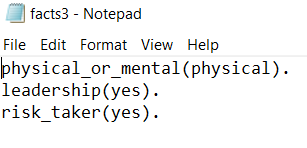 facts3 - Notepad
File Edit Format View Help
physical_or_mental(physical).
leadership(yes).
risk_taker(yes).